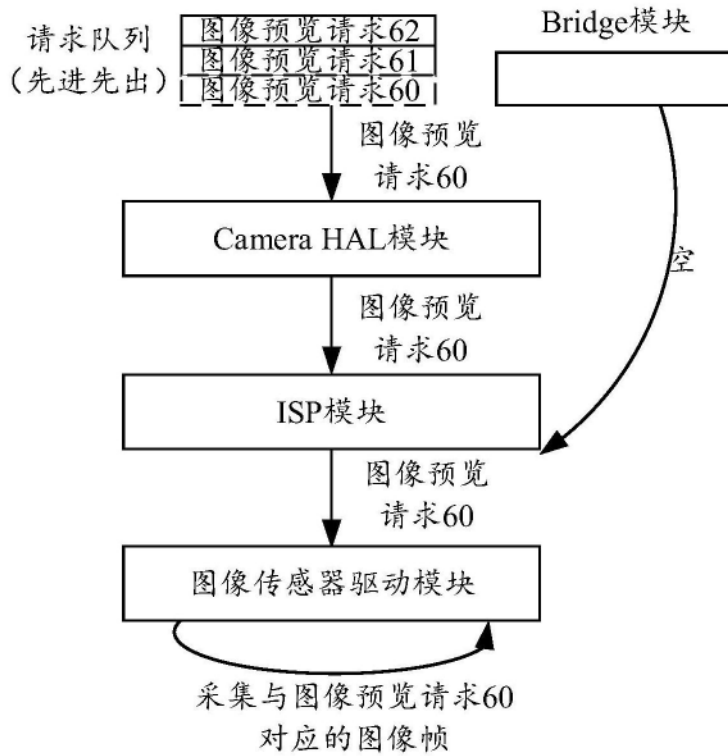 请求队列
（先进先出）
图像预览请求62
图像预览请求61
图像预览请求60
Bridge模块
图像预览
请求60
Camera HAL模块
图像预览
请求60
空
ISP模块
图像预览
请求60
图像传感器驱动模块
采集与图像预览请求60
对应的图像帧